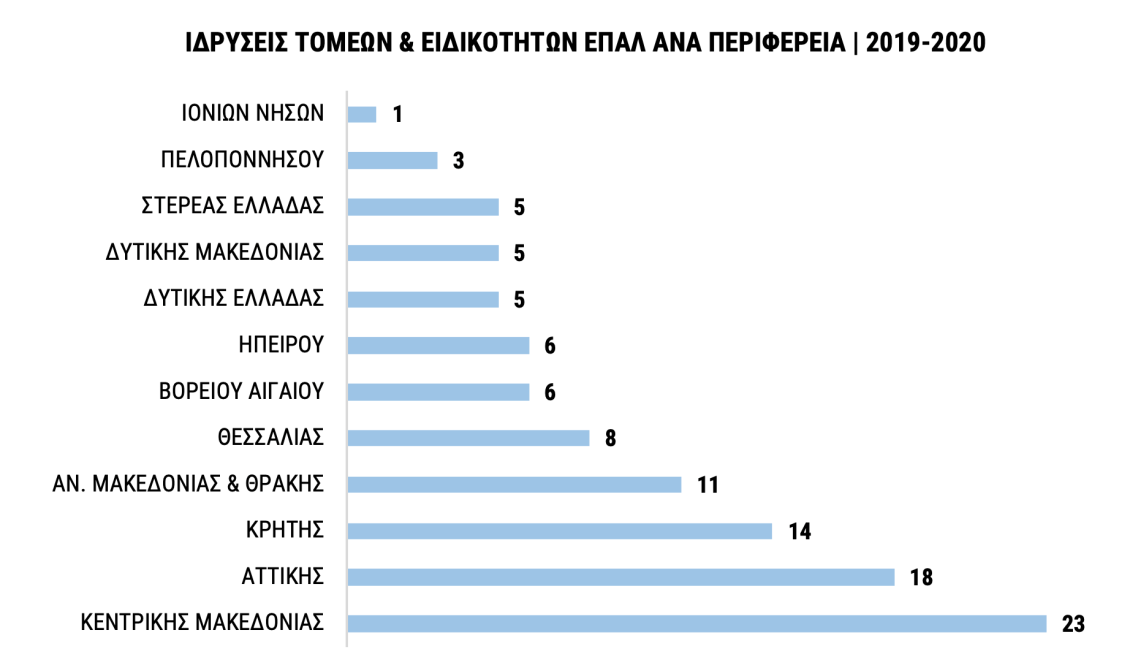 ΙΔΡΥΣΕΙΣ ΤΟΜΕΩΝ & ΕΙΔΙΚΟΤΗΤΩΝ ΕΠΑΛ ΑΝΑ ΠΕΡΙΦΕΡΕΙΑ | 2019-2020
ΙΟΝΙΩΝ ΝΗΣΩΝ 1
ΠΕΛΟΠΟΝΝΗΣΟΥ 3
ΣΤΕΡΕΑΣ ΕΛΛΑΔΑΣ 5
ΔΥΤΙΚΗΣ ΜΑΚΕΔΟΝΙΑΣ 5
ΔΥΤΙΚΗΣ ΕΛΛΑΔΑΣ 5
ΗΠΕΙΡΟΥ 6
ΒΟΡΕΙΟΥ ΑΙΓΑΙΟΥ 6
ΘΕΣΣΑΛΙΑΣ 8
ΑΝ. ΜΑΚΕΔΟΝΙΑΣ & ΘΡΑΚΗΣ 11
ΚΡΗΤΗΣ 14
ΑΤΤΙΚΗΣ 18
ΚΕΝΤΡΙΚΗΣ ΜΑΚΕΔΟΝΙΑΣ 23